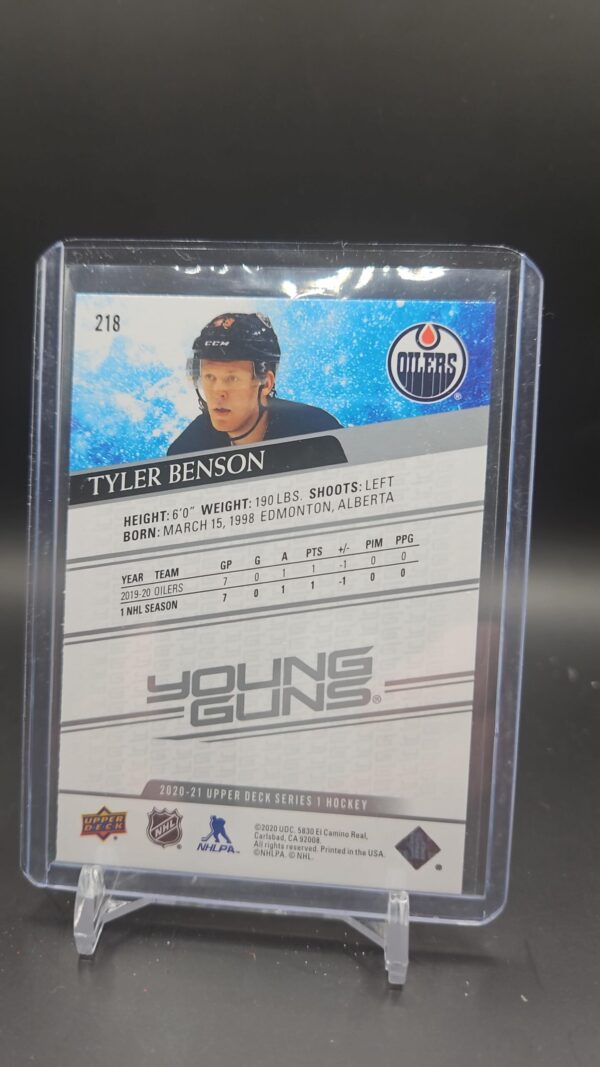 218
CCM
OILERS
®
TYLER BENSON
HEIGHT: 6'0" WEIGHT: 190 LBS. SHOOTS: LEFT
BORN: MARCH 15, 1998 EDMONTON, ALBERTA
YEAR TEAM GP G A PTS +/- PIM PPG
2019-20 OILERS 7 0 1 1 -1 0 0
1 NHL SEASON 7 0 1 1 -1 0 0
YOUNG
GUNS®
2020-21 UPPER DECK SERIES 1 HOCKEY
UPPER DECK
NHL
NHLPA™
©2020 UDC. 5830 El Camino Real,
Carlsbad, CA 92008.
All rights reserved. Printed in the USA.
©NHLPA. © NHL.